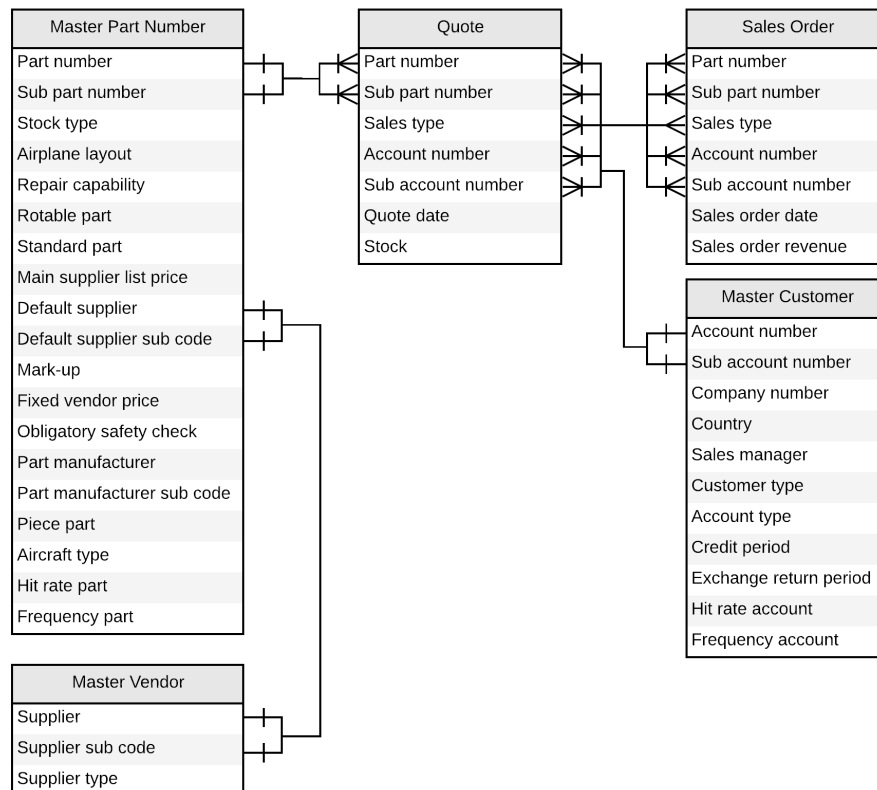 Master Part Number
Part number
Sub part number
Stock type
Airplane layout
Repair capability
Rotable part
Standard part
Main supplier list price
Default supplier
Default supplier sub code
Mark-up
Fixed vendor price
Obligatory safety check
Part manufacturer
Part manufacturer sub code
Piece part
Aircraft type
Hit rate part
Frequency part
Quote
Part number
Sub part number
Sales type
Account number
Sub account number
Quote date
Stock
Sales Order
Part number
Sub part number
Sales type
Account number
Sub account number
Sales order date
Sales order revenue
Master Customer
Account number
Sub account number
Company number
Country
Sales manager
Customer type
Account type
Credit period
Exchange return period
Hit rate account
Frequency account
Master Vendor
Supplier
Supplier sub code
Supplier type